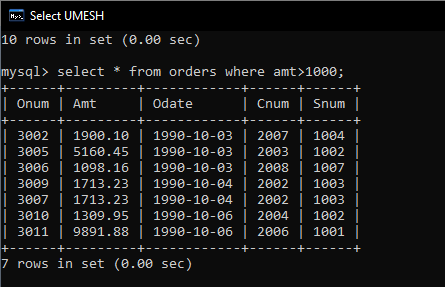 Select UMESH
10 rows in set (0.00 sec)
mysql> select * from orders where amt>1000;
+------+---------+------------+------+------+
| Onum | Amt     | Odate      | Cnum | Snum |
+------+---------+------------+------+------+
| 3002 | 1900.10 | 1990-10-03 | 2007 | 1004 |
| 3005 | 5160.45 | 1990-10-03 | 2003 | 1002 |
| 3006 | 1098.16 | 1990-10-03 | 2008 | 1007 |
| 3009 | 1713.23 | 1990-10-04 | 2002 | 1003 |
| 3007 | 1713.23 | 1990-10-04 | 2002 | 1003 |
| 3010 | 1309.95 | 1990-10-06 | 2004 | 1002 |
| 3011 | 9891.88 | 1990-10-06 | 2006 | 1001 |
+------+---------+------------+------+------+
7 rows in set (0.00 sec)